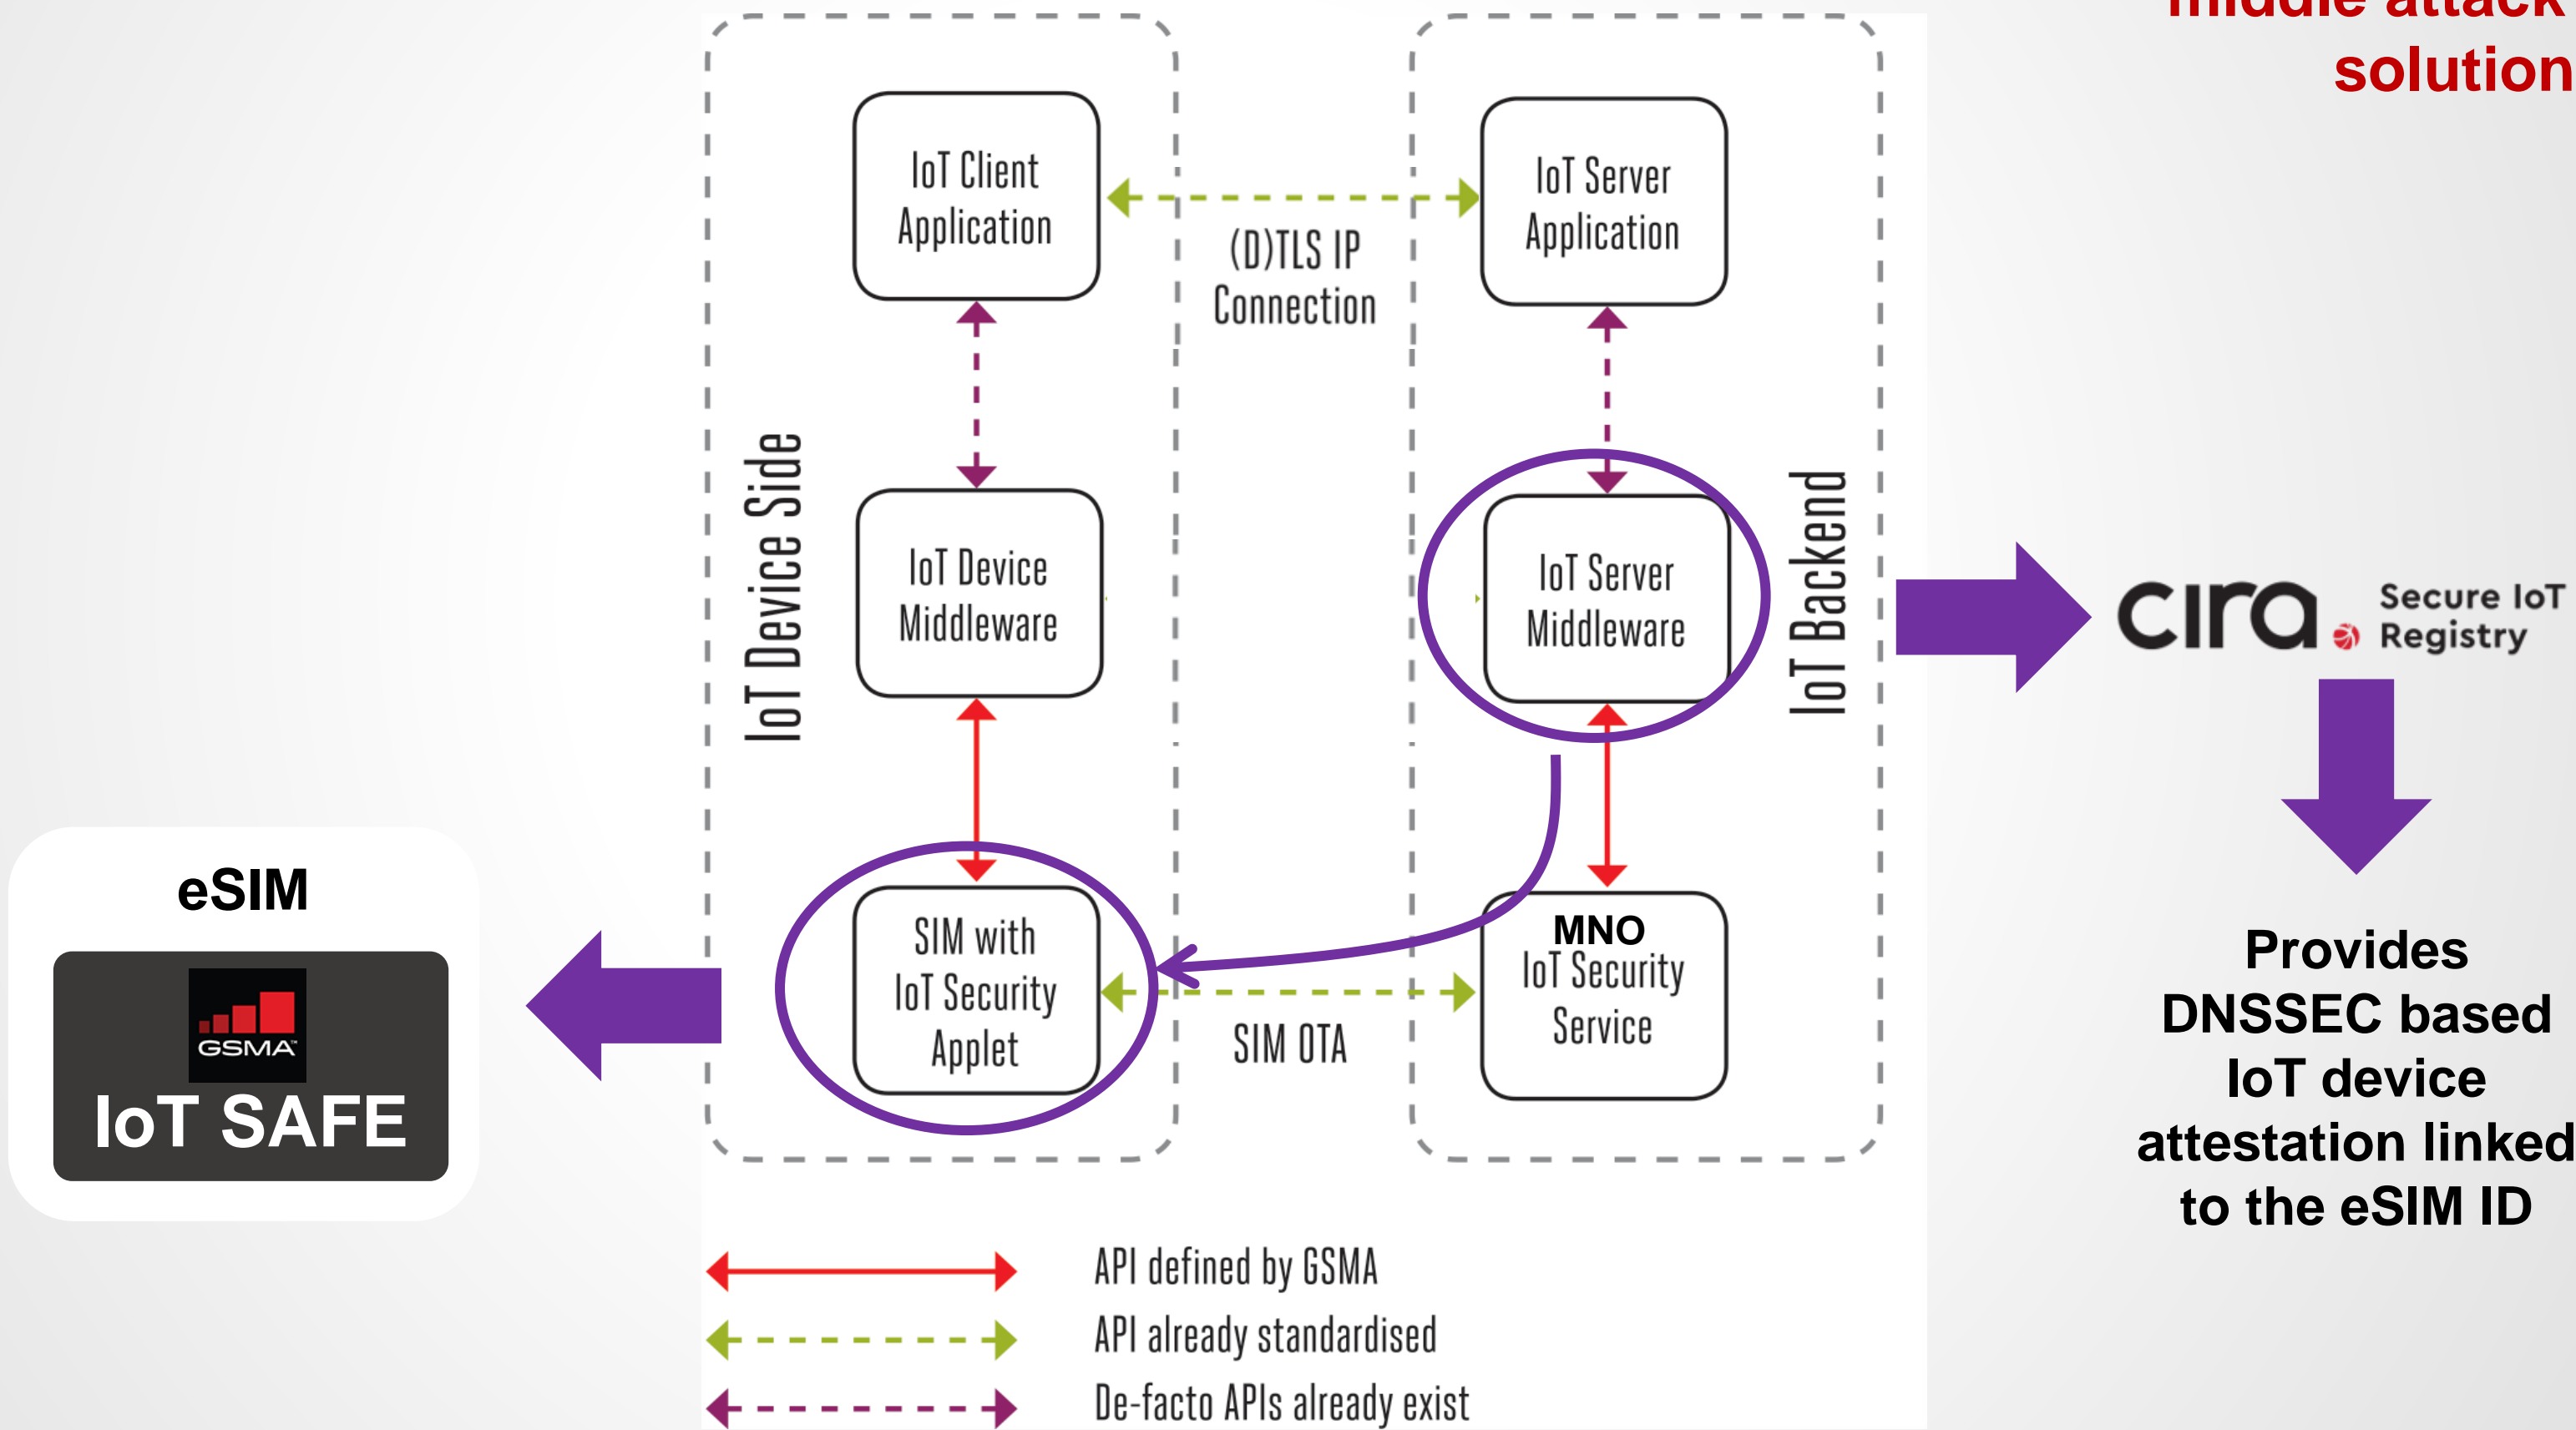 middle attack
solution
IoT Client
Application
(D)TLS IP
Connection
IoT Server
Application
IoT Device Side
IoT Device
Middleware
IoT Server
Middleware
IoT Backend
cira
Secure IoT
Registry
eSIM
GSMA™
IoT SAFE
SIM with
IoT Security
Applet
SIM OTA
MNO
IoT Security
Service
Provides
DNSSEC based
IoT device
attestation linked
to the eSIM ID
API defined by GSMA
API already standardised
De-facto APIs already exist